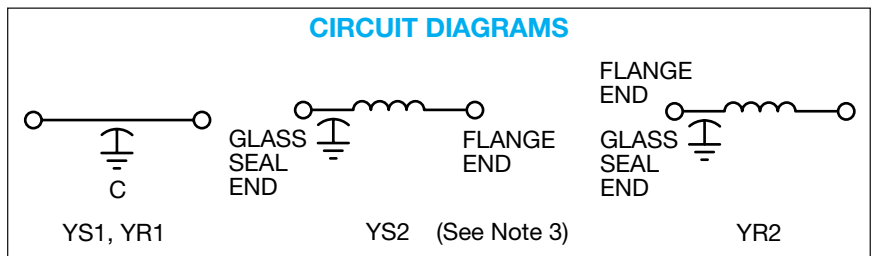 CIRCUIT DIAGRAMS
C
YS1, YR1
GLASS
SEAL
END
FLANGE
END
YS2 (See Note 3)
FLANGE
END
GLASS
SEAL
END
YR2